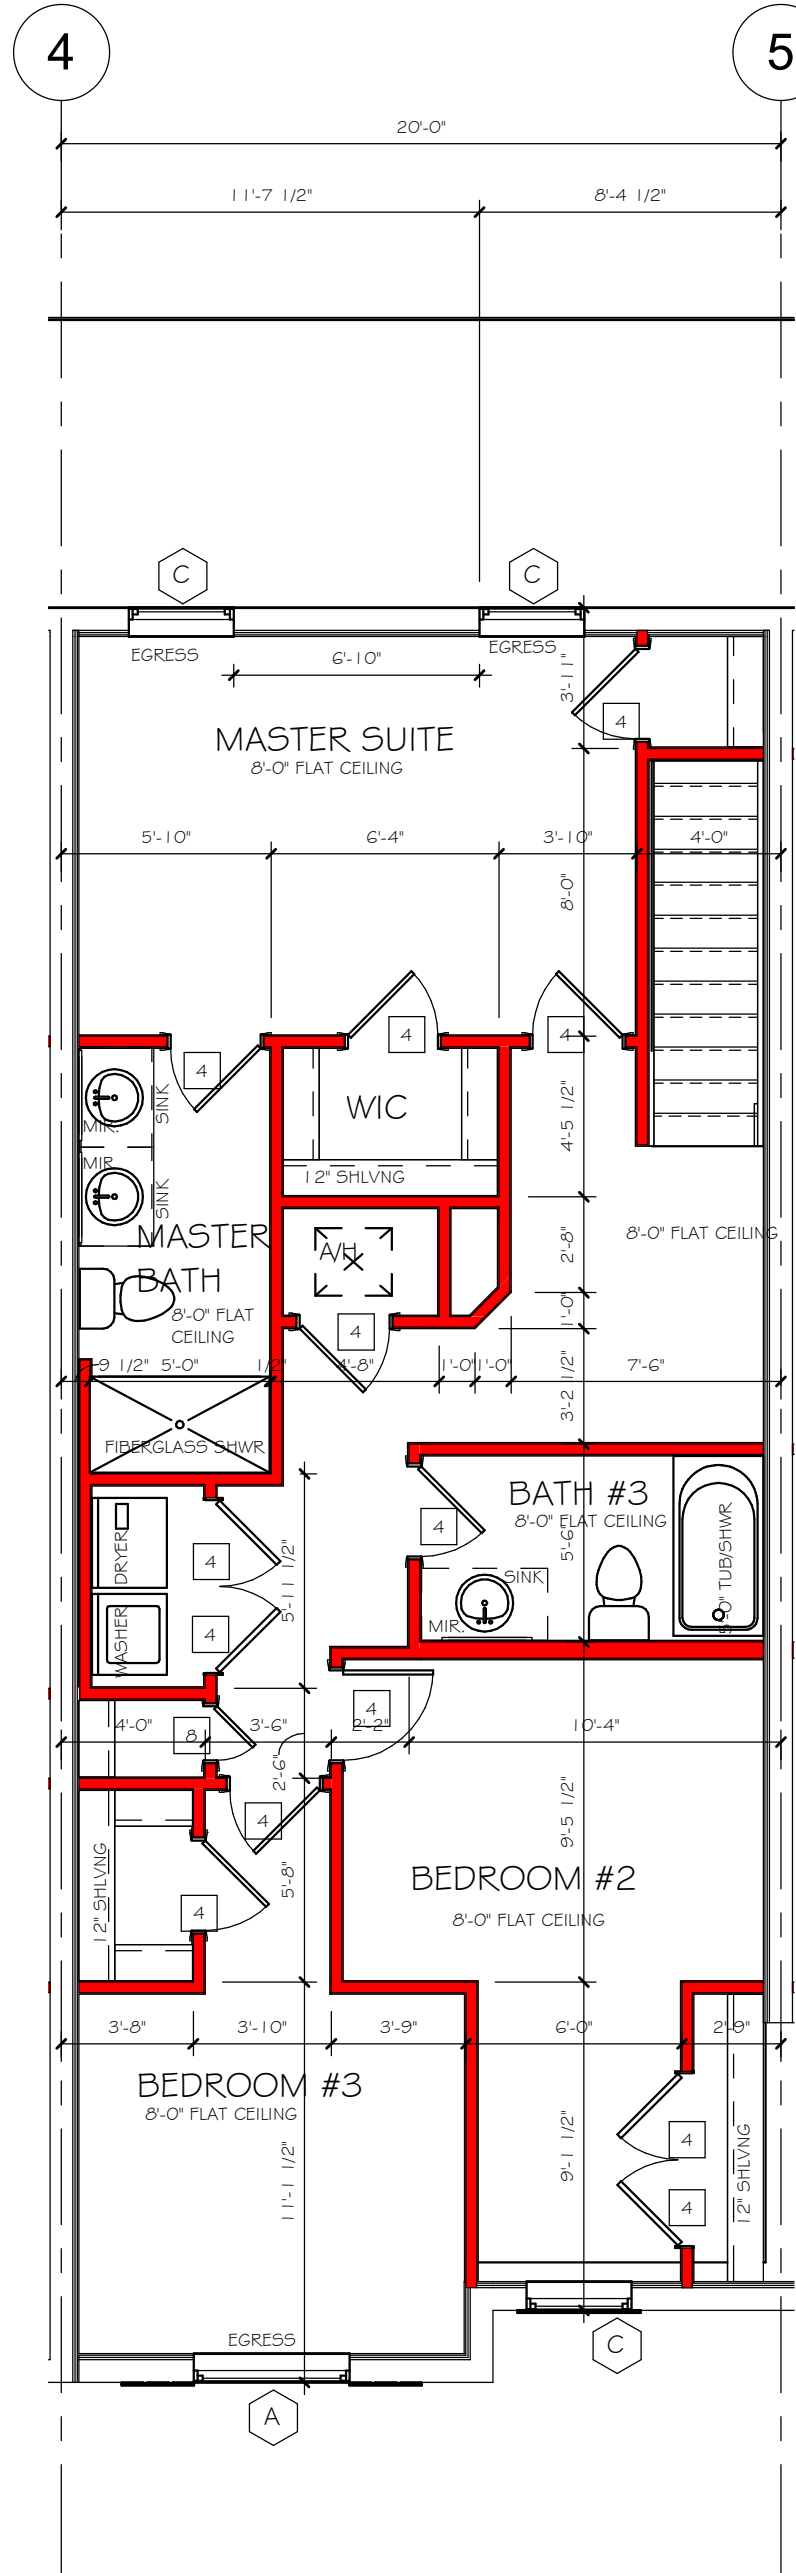 4
5
20'-0"
11'-7 1/2"
8'-4 1/2"
C
C
EGRESS
EGRESS
6'-10"
3'-11"
4
MASTER SUITE
8'-0" FLAT CEILING
5'-10"
6'-4"
3'-10"
4'-0"
8'-0"
4
4
4
SINK
MIR.
WIC
4'-5 1/2"
MIR.
12" SHLVNG
SINK
MASTER
BATH
8'-0" FLAT
CEILING
A/H
2'-8"
8'-0" FLAT CEILING
1'-0"
4
9 1/2"
5'-0"
1/2"
4'-8"
1'-0"
1'-0"
7'-6"
3'-2 1/2"
FIBERGLASS SHWR
BATH #3
8'-0" FLAT CEILING
4
5'-6"
5'-0" TUB/SHWR
DRYER
4
5'-11 1/2"
SINK
WASHER
4
MIR.
4
4'-0"
8
3'-6"
2'-2"
10'-4"
2'-6"
4
9'-5 1/2"
5'-8"
BEDROOM #2
12" SHLVNG
4
8'-0" FLAT CEILING
3'-8"
3'-10"
3'-9"
6'-0"
2'-9"
BEDROOM #3
8'-0" FLAT CEILING
11'-1 1/2"
9'-1 1/2"
4
12" SHLVNG
4
EGRESS
C
A